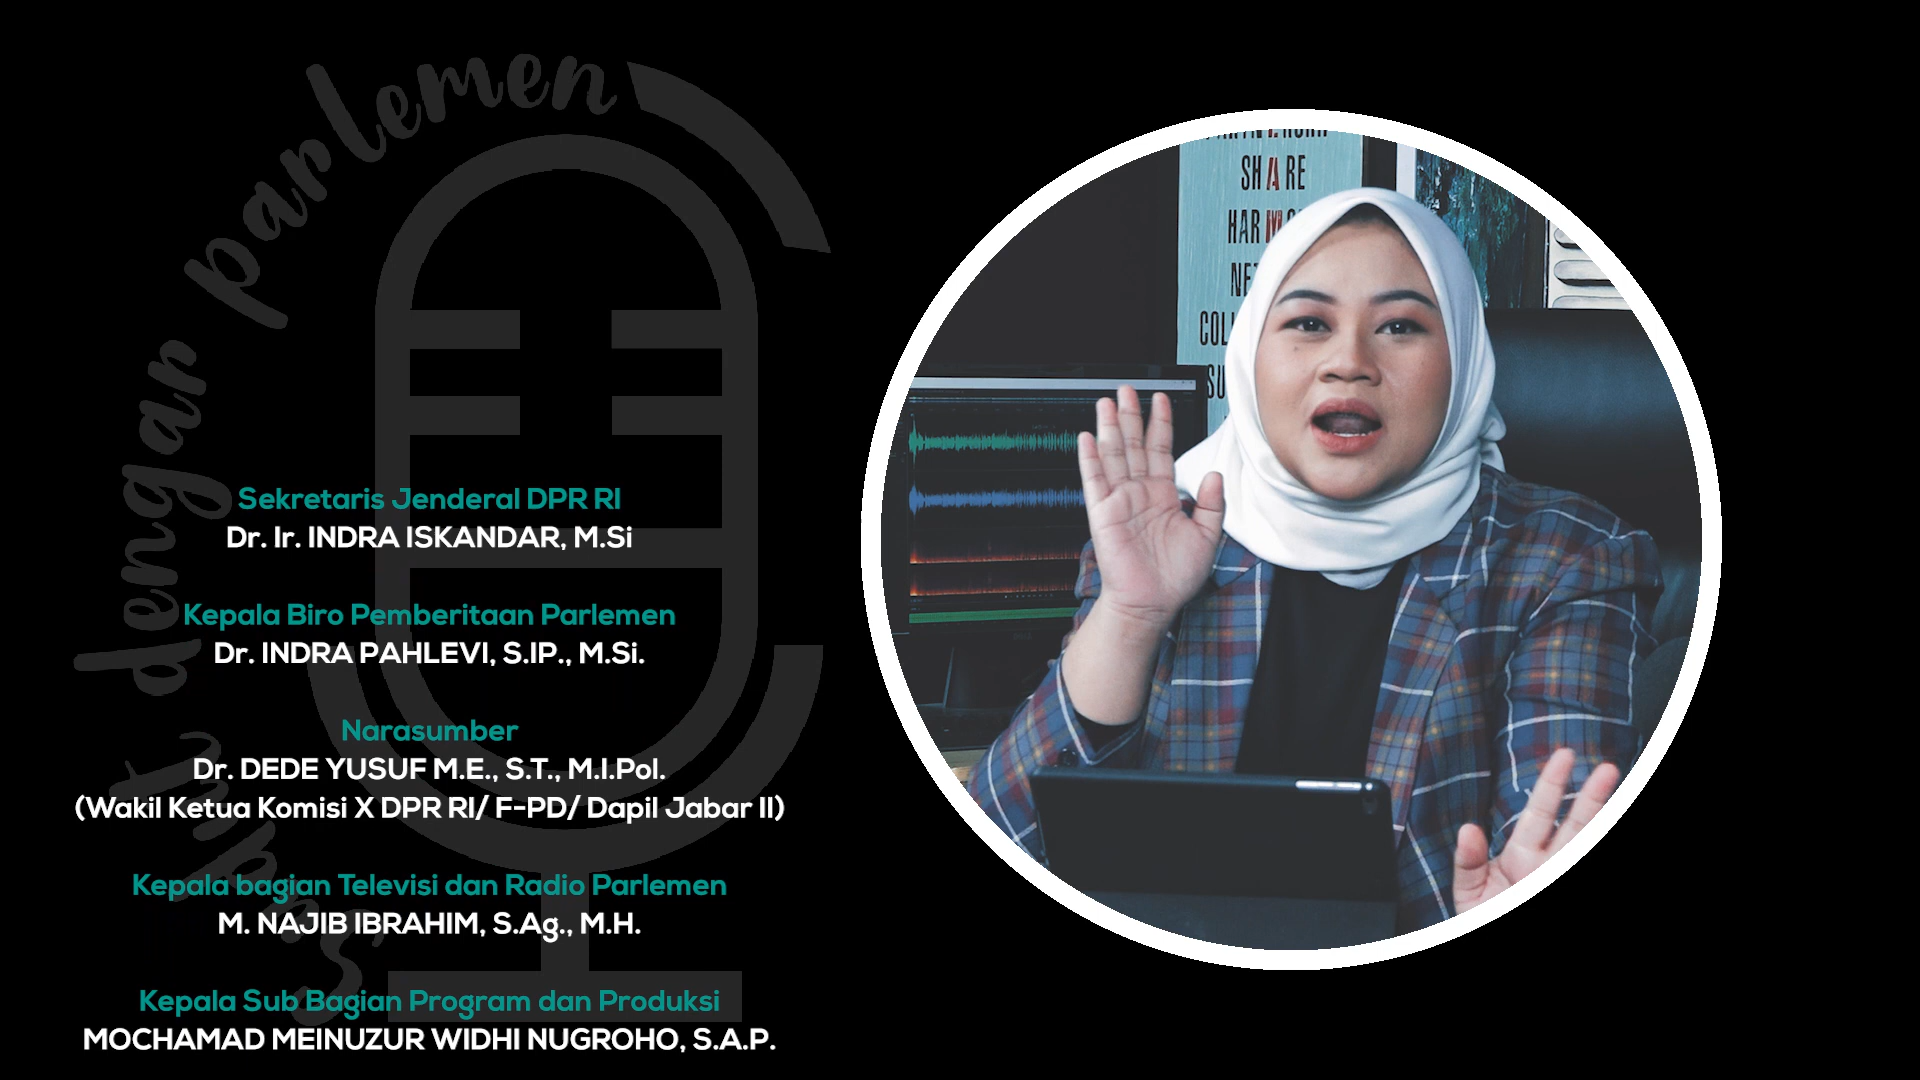 Sapa dengar parlemen
Sekretaris Jenderal DPR RI
Dr. Ir. INDRA ISKANDAR, M.Si
Kepala Biro Pemberitaan Parlemen
Dr. INDRA PAHLEVI, S.IP., M.Si.
Narasumber
Dr. DEDE YUSUF M.E., S.T., M.I.Pol.
(Wakil Ketua Komisi X DPR RI/ F-PD/ Dapil Jabar II)
Kepala bagian Televisi dan Radio Parlemen
M. NAJIB IBRAHIM, S.Ag., M.H.
Kepala Sub Bagian Program dan Produksi
MOCHAMAD MEINUZUR WIDHI NUGROHO, S.A.P.
SHARE